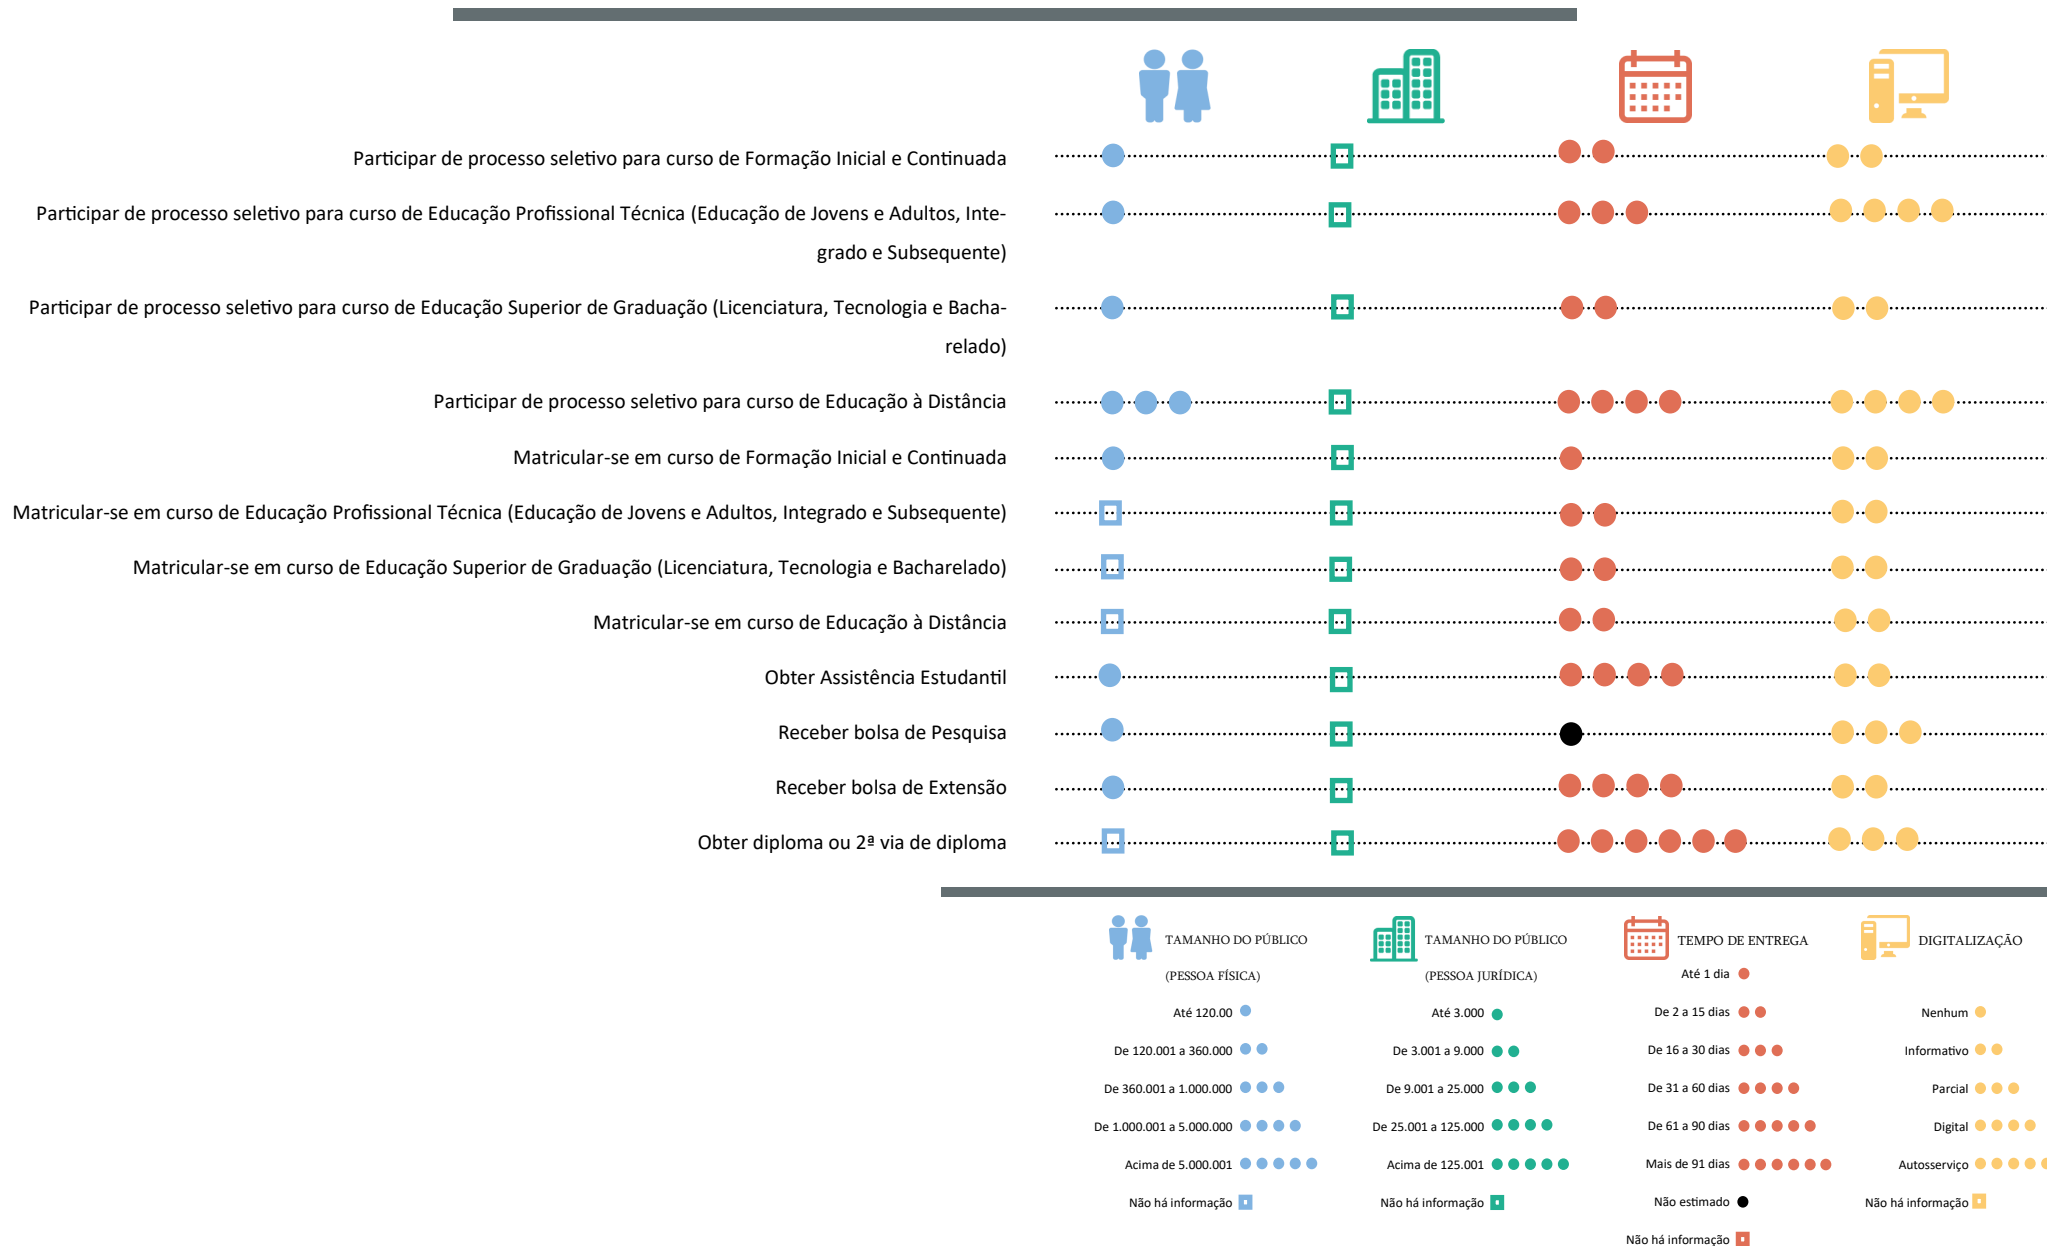 Participar de processo seletivo para curso de Formação Inicial e Continuada
Participar de processo seletivo para curso de Educação Profissional Técnica (Educação de Jovens e Adultos, Inte-
grado e Subsequente)
Participar de processo seletivo para curso de Educação Superior de Graduação (Licenciatura, Tecnologia e Bacha-
relado)
Participar de processo seletivo para curso de Educação à Distância
Matricular-se em curso de Formação Inicial e Continuada
Matricular-se em curso de Educação Profissional Técnica (Educação de Jovens e Adultos, Integrado e Subsequente)
Matricular-se em curso de Educação Superior de Graduação (Licenciatura, Tecnologia e Bacharelado)
Matricular-se em curso de Educação à Distância
Obter Assistência Estudantil
Receber bolsa de Pesquisa
Receber bolsa de Extensão
Obter diploma ou 2ª via de diploma
TAMANHO DO PÚBLICO
(PESSOA FÍSICA)
Até 120.00
De 120.001 a 360.000
De 360.001 a 1.000.000
De 1.000.001 a 5.000.000
Acima de 5.000.001
Não há informação
TAMANHO DO PÚBLICO
(PESSOA JURÍDICA)
Até 3.000
De 3.001 a 9.000
De 9.001 a 25.000
De 25.001 a 125.000
Acima de 125.001
Não há informação
TEMPO DE ENTREGA
Até 1 dia
De 2 a 15 dias
De 16 a 30 dias
De 31 a 60 dias
De 61 a 90 dias
Mais de 91 dias
Não estimado
Não há informação
DIGITALIZAÇÃO
Nenhum
Informativo
Parcial
Digital
Autosserviço
Não há informação